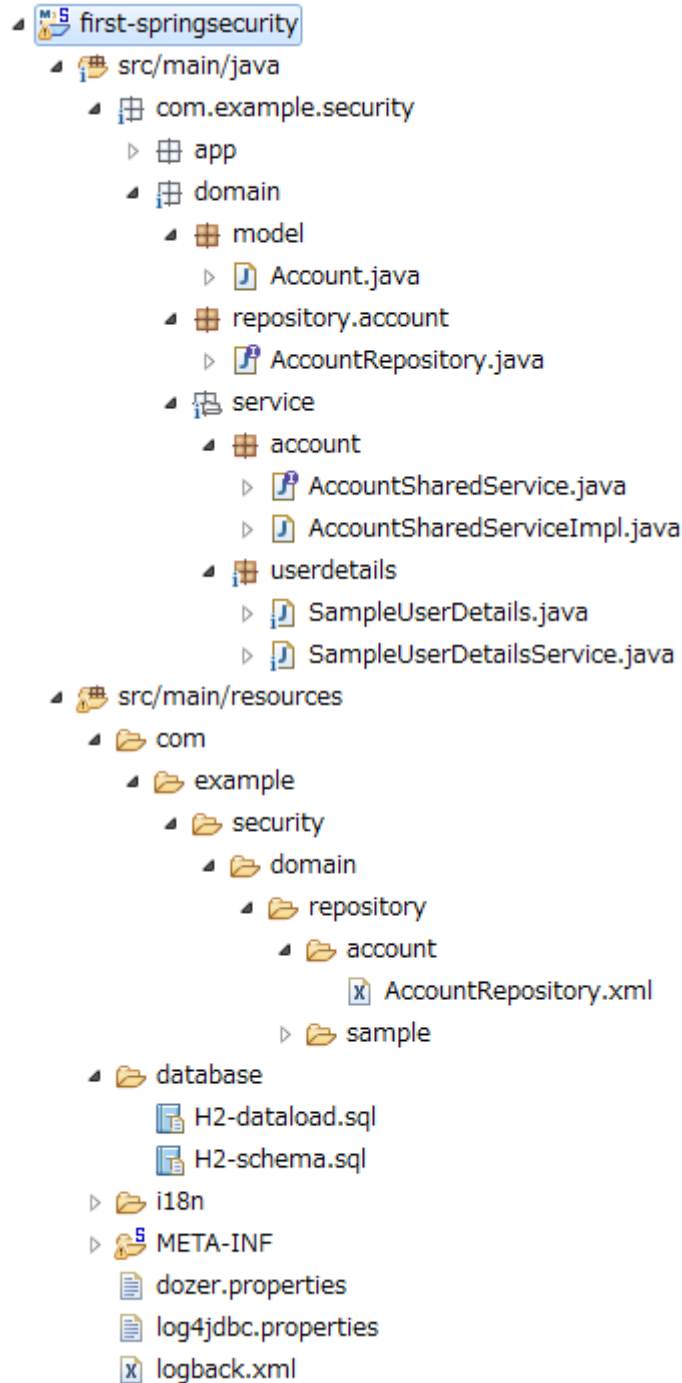 first-springsecurity
src/main/java
com.example.security
app
domain
model
Account.java
repository.account
AccountRepository.java
service
account
AccountSharedService.java
AccountSharedServiceImpl.java
userdetails
SampleUserDetails.java
SampleUserDetailsService.java
src/main/resources
com
example
security
domain
repository
account
AccountRepository.xml
sample
database
H2-dataload.sql
H2-schema.sql
i18n
META-INF
dozer.properties
log4jdbc.properties
logback.xml